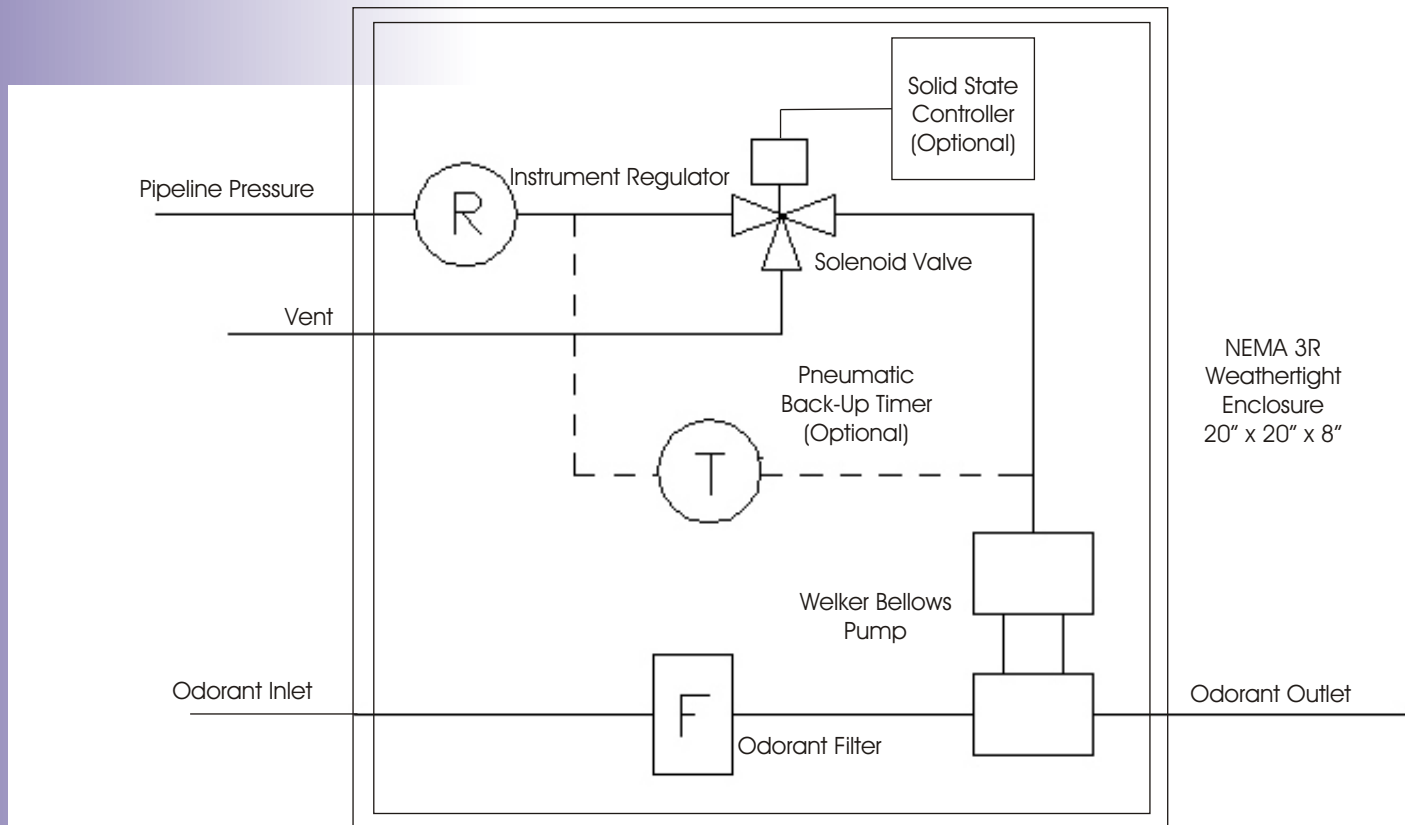 Solid State
Controller
(Optional)
Pipeline Pressure
R
Instrument Regulator
Solenoid Valve
Vent
NEMA 3R
Weathertight
Enclosure
20” x 20” x 8”
Pneumatic
Back-Up Timer
(Optional)
T
Welker Bellows
Pump
Odorant Inlet
F
Odorant Filter
Odorant Outlet